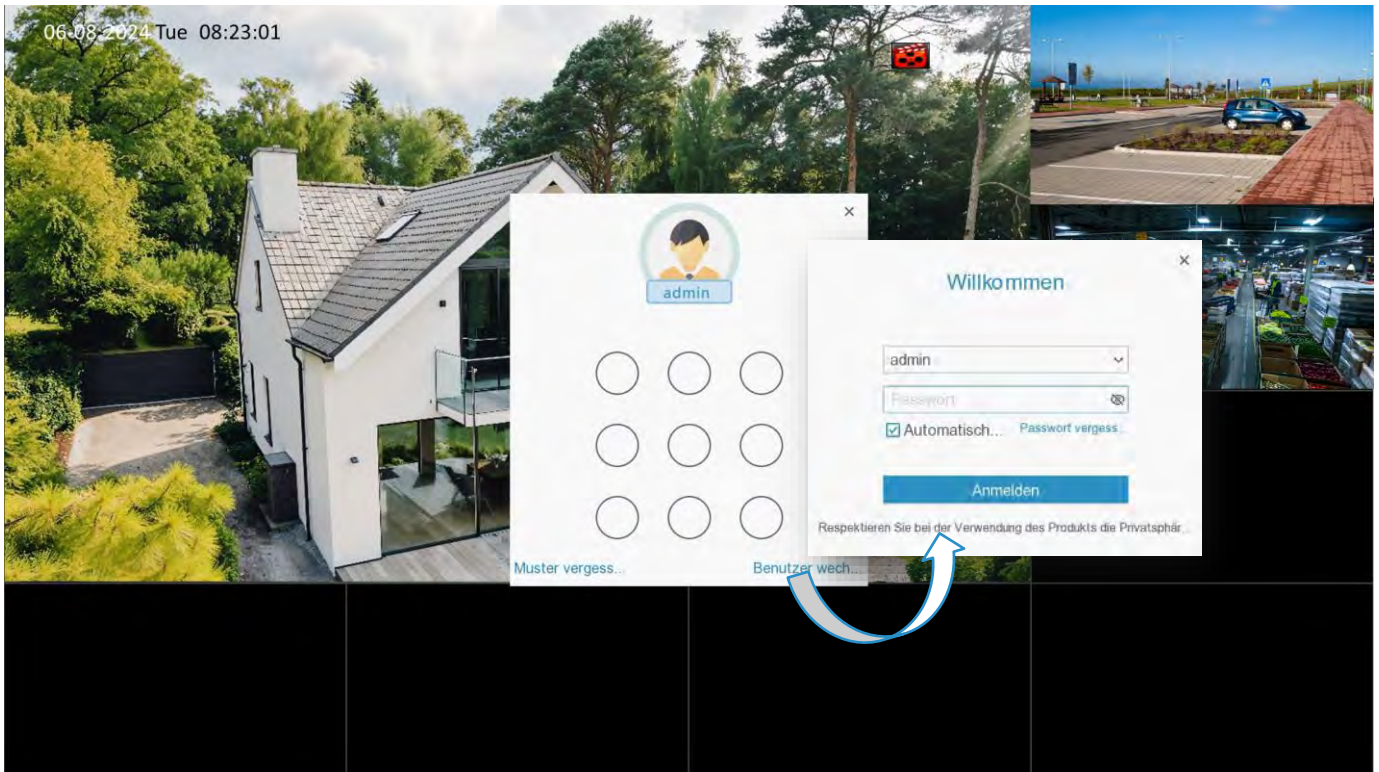 06-08-2024 Tue 08:23:01
admin
Muster vergess...
Benutzer wech...
Willkommen
admin
Passwort
Automatisch...
Passwort vergess...
Anmelden
Respektieren Sie bei der Verwendung des Produkts die Privatsphär...